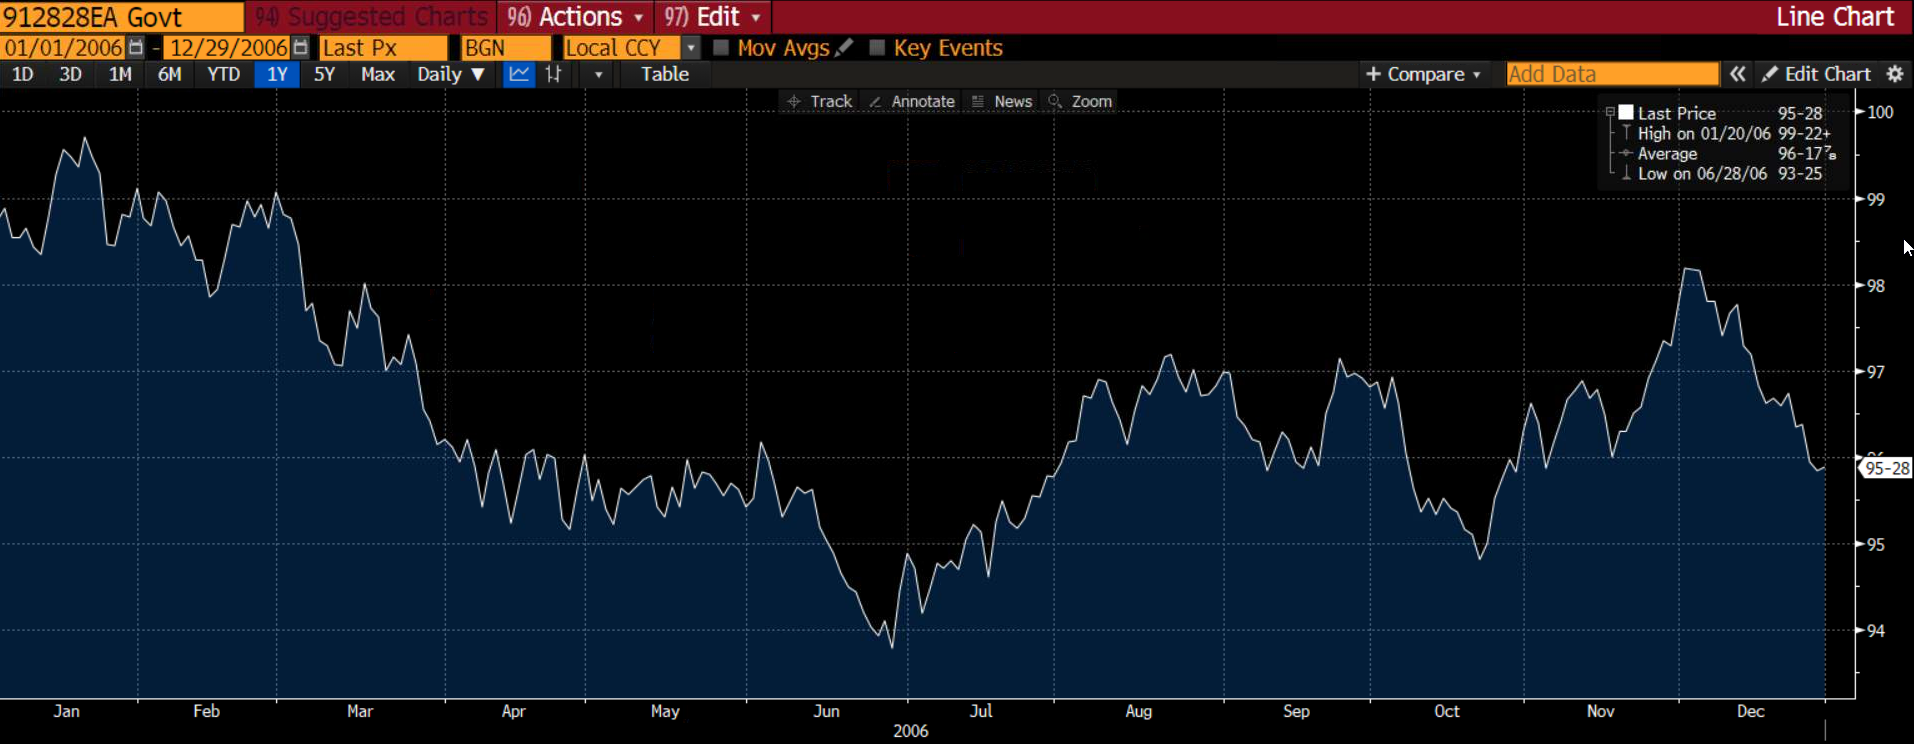 912828EA Govt 94) Suggested Charts 96) Actions 97) Edit Line Chart
01/01/2006 - 12/29/2006 Last Px BGN Local CCY Mov Avgs Key Events
1D 3D 1M 6M YTD 1Y 5Y Max Daily ▼ Table + Compare Add Data « Edit Chart
Track Annotate News Zoom
Last Price 95-28
High on 01/20/06 99-22+
Average 96-17⅞
Low on 06/28/06 93-25
100
99
98
97
96
95-28
95
94
Jan Feb Mar Apr May Jun Jul Aug Sep Oct Nov Dec
2006